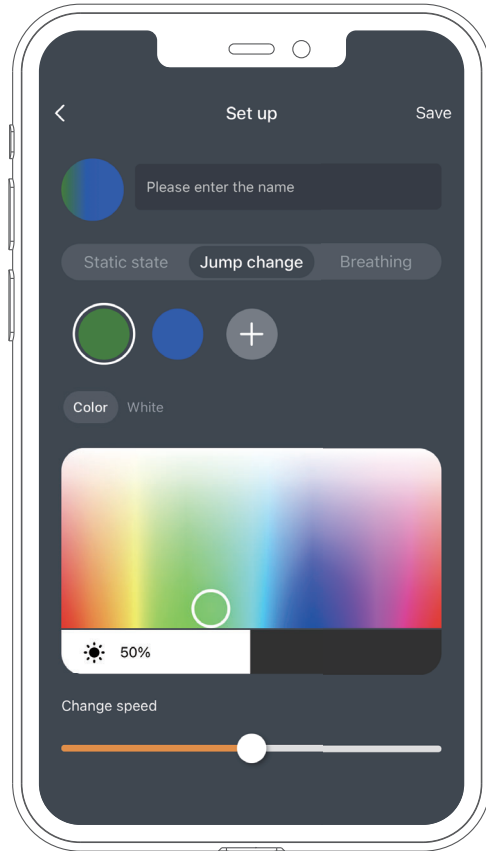 Set up Save
Please enter the name
Static state Jump change Breathing
Color White
50%
Change speed